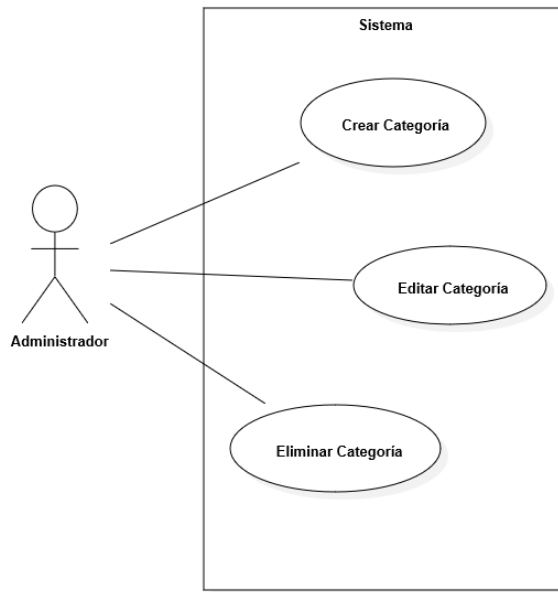 Sistema
Crear Categoría
Editar Categoría
Administrador
Eliminar Categoría